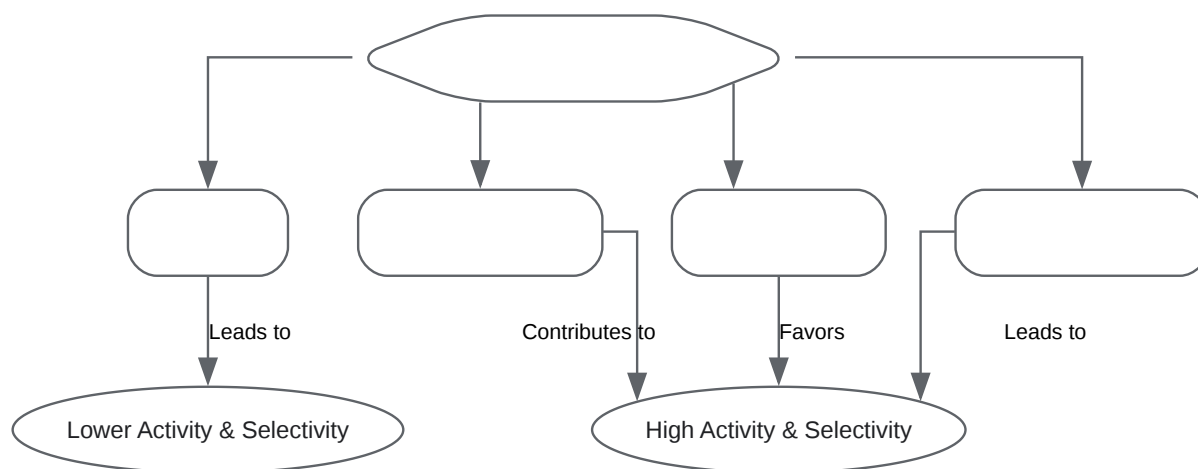 Leads to
Contributes to
Favors
Leads to
Lower Activity & Selectivity
High Activity & Selectivity